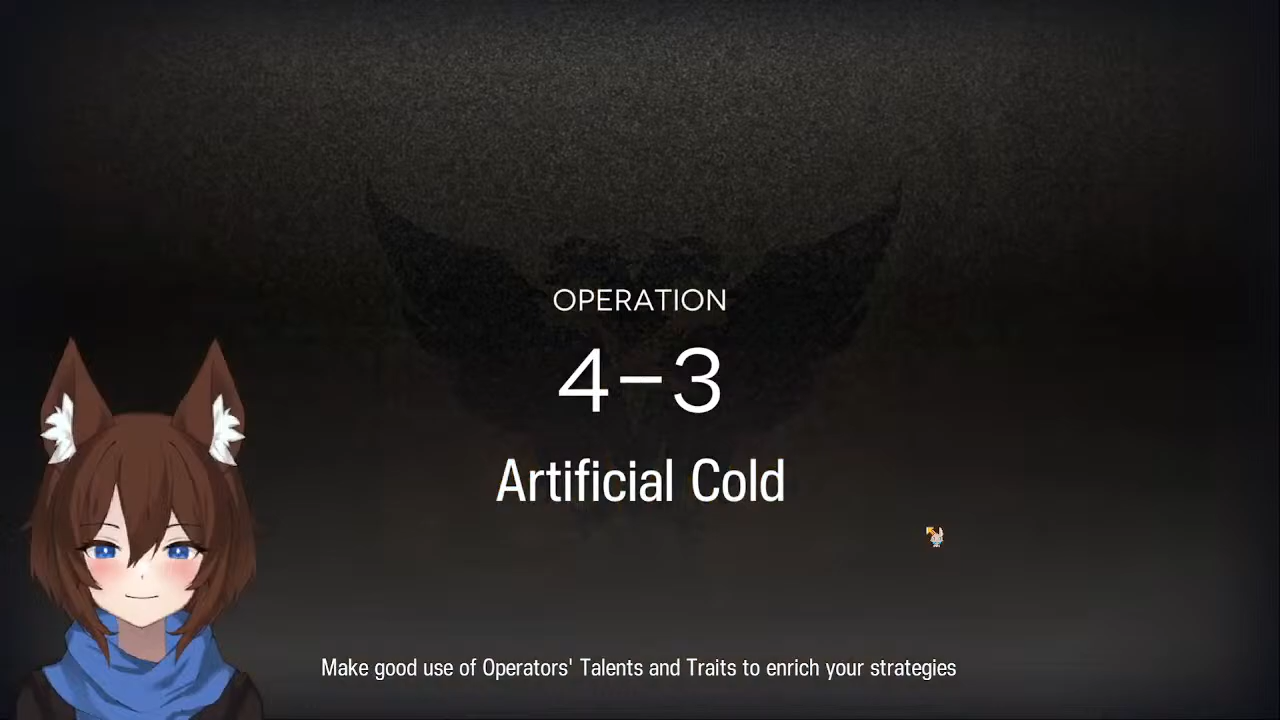 OPERATION
4-3
Artificial Cold
Make good use of Operators' Talents and Traits to enrich your strategies